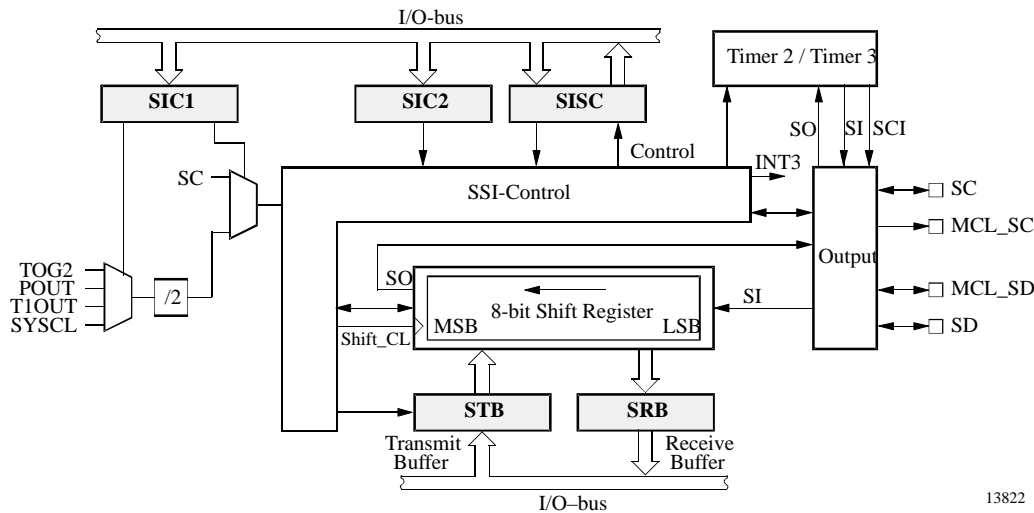 I/O-bus
Timer 2 / Timer 3
SIC1
SIC2
SISC
SO
SI
SCI
Control
INT3
SC
SSI-Control
SC
MCL_SC
Output
TOG2
POUT
T1OUT
SYSCL
/2
SO
8-bit Shift Register
MSB
LSB
SI
MCL_SD
SD
Shift_CL
STB
SRB
Transmit
Buffer
Receive
Buffer
I/O–bus
13822